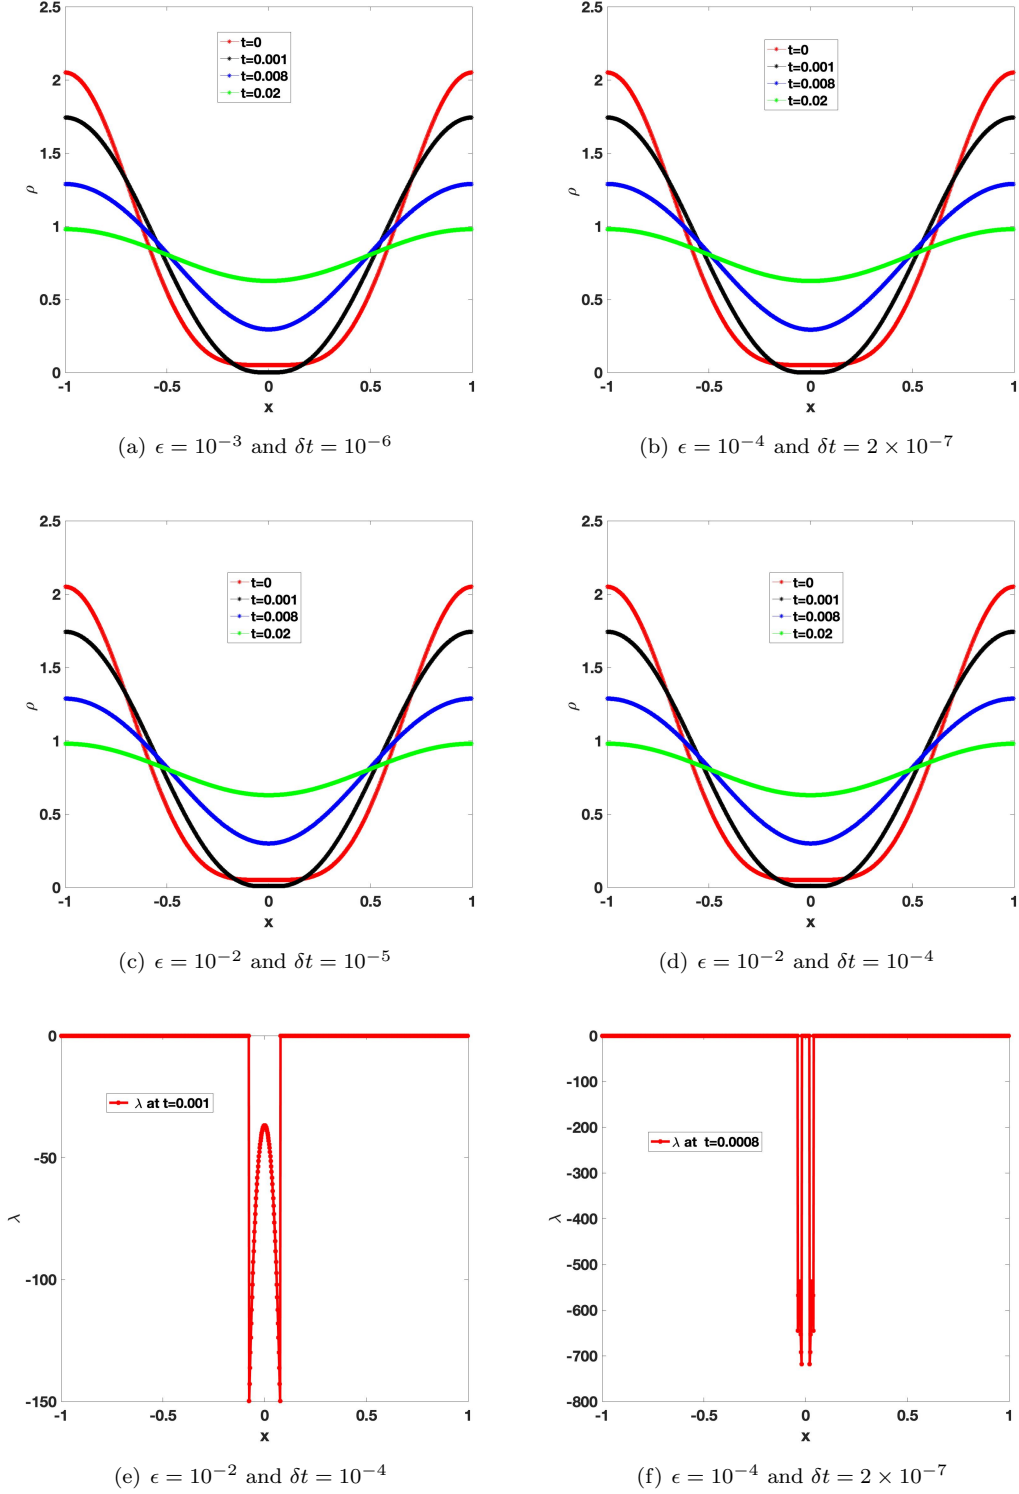 2.5
2
1.5
1
0.5
0
ρ
-1
-0.5
0
0.5
1
x
t=0
t=0.001
t=0.008
t=0.02
(a) ϵ = 10⁻³ and δt = 10⁻⁶
2.5
2
1.5
1
0.5
0
ρ
-1
-0.5
0
0.5
1
x
t=0
t=0.001
t=0.008
t=0.02
(b) ϵ = 10⁻⁴ and δt = 2 × 10⁻⁷
2.5
2
1.5
1
0.5
0
ρ
-1
-0.5
0
0.5
1
x
t=0
t=0.001
t=0.008
t=0.02
(c) ϵ = 10⁻² and δt = 10⁻⁵
2.5
2
1.5
1
0.5
0
ρ
-1
-0.5
0
0.5
1
x
t=0
t=0.001
t=0.008
t=0.02
(d) ϵ = 10⁻² and δt = 10⁻⁴
0
-50
-100
-150
λ
-1
-0.5
0
0.5
1
x
λ at t=0.001
(e) ϵ = 10⁻² and δt = 10⁻⁴
0
-100
-200
-300
-400
-500
-600
-700
-800
λ
-1
-0.5
0
0.5
1
x
λ at t=0.0008
(f) ϵ = 10⁻⁴ and δt = 2 × 10⁻⁷